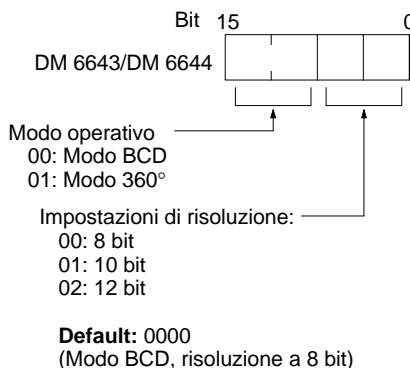 Bit 15 0
DM 6643/DM 6644
Modo operativo
00: Modo BCD
01: Modo 360°
Impostazioni di risoluzione:
00: 8 bit
01: 10 bit
02: 12 bit
Default: 0000
(Modo BCD, risoluzione a 8 bit)